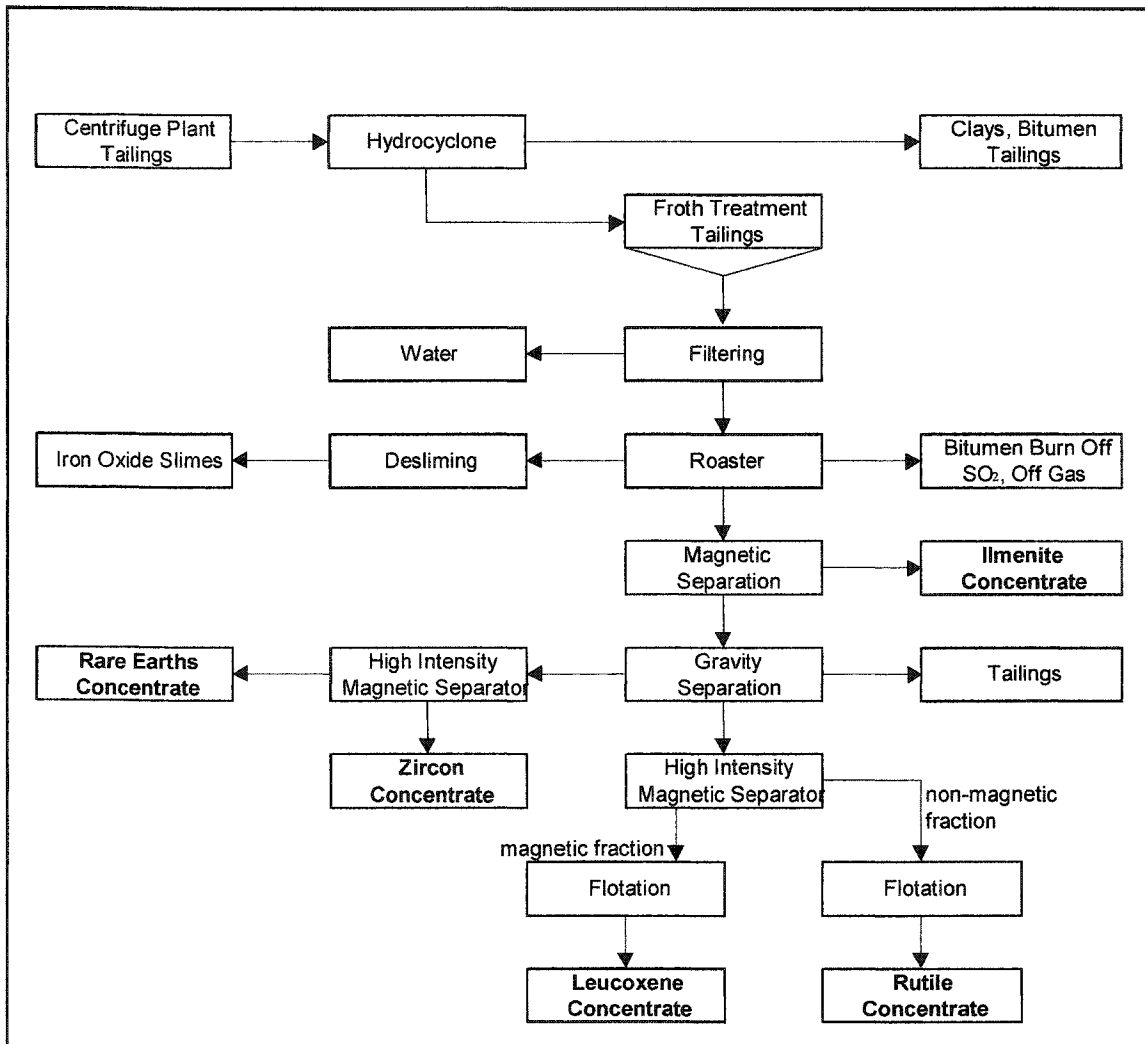 Centrifuge Plant
Tailings
Hydrocyclone
Clays, Bitumen
Tailings
Froth Treatment
Tailings
Water
Filtering
Iron Oxide Slimes
Desliming
Roaster
Bitumen Burn Off
SO₂, Off Gas
Magnetic
Separation
Ilmenite
Concentrate
Rare Earths
Concentrate
High Intensity
Magnetic Separator
Gravity
Separation
Tailings
Zircon
Concentrate
High Intensity
Magnetic Separator
non-magnetic
fraction
magnetic fraction
Flotation
Flotation
Leucoxene
Concentrate
Rutile
Concentrate